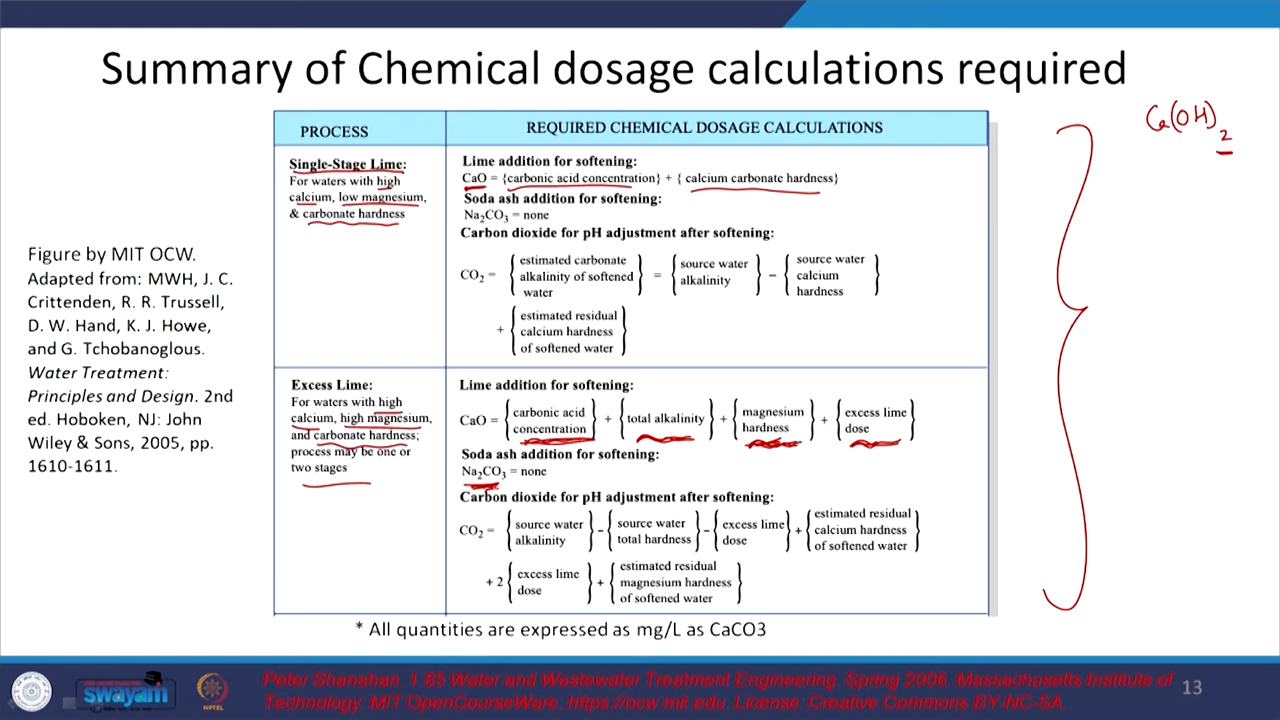 Summary of Chemical dosage calculations required
Ca(OH)2
PROCESS
REQUIRED CHEMICAL DOSAGE CALCULATIONS
Single-Stage Lime:
For waters with high
calcium, low magnesium,
& carbonate hardness
Lime addition for softening:
CaO = {carbonic acid concentration} + { calcium carbonate hardness}
Soda ash addition for softening:
Na2CO3 = none
Carbon dioxide for pH adjustment after softening:
CO2 = { estimated carbonate alkalinity of softened water } = { source water alkalinity } – { source water calcium hardness }
+ { estimated residual calcium hardness of softened water }
Excess Lime:
For waters with high
calcium, high magnesium,
and carbonate hardness;
process may be one or
two stages
Lime addition for softening:
CaO = { carbonic acid concentration } + { total alkalinity } + { magnesium hardness } + { excess lime dose }
Soda ash addition for softening:
Na2CO3 = none
Carbon dioxide for pH adjustment after softening:
CO2 = { source water alkalinity } – { source water total hardness } – { excess lime dose } + { estimated residual calcium hardness of softened water }
+ 2 { excess lime dose } + { estimated residual magnesium hardness of softened water }
Figure by MIT OCW.
Adapted from: MWH, J. C.
Crittenden, R. R. Trussell,
D. W. Hand, K. J. Howe,
and G. Tchobanoglous.
Water Treatment:
Principles and Design. 2nd
ed. Hoboken, NJ: John
Wiley & Sons, 2005, pp.
1610-1611.
* All quantities are expressed as mg/L as CaCO3
swayam
NPTEL
Peter Shanahan. 1.85 Water and Wastewater Treatment Engineering. Spring 2006. Massachusetts Institute of
Technology: MIT OpenCourseWare, https://ocw.mit.edu. License: Creative Commons BY-NC-SA.
13